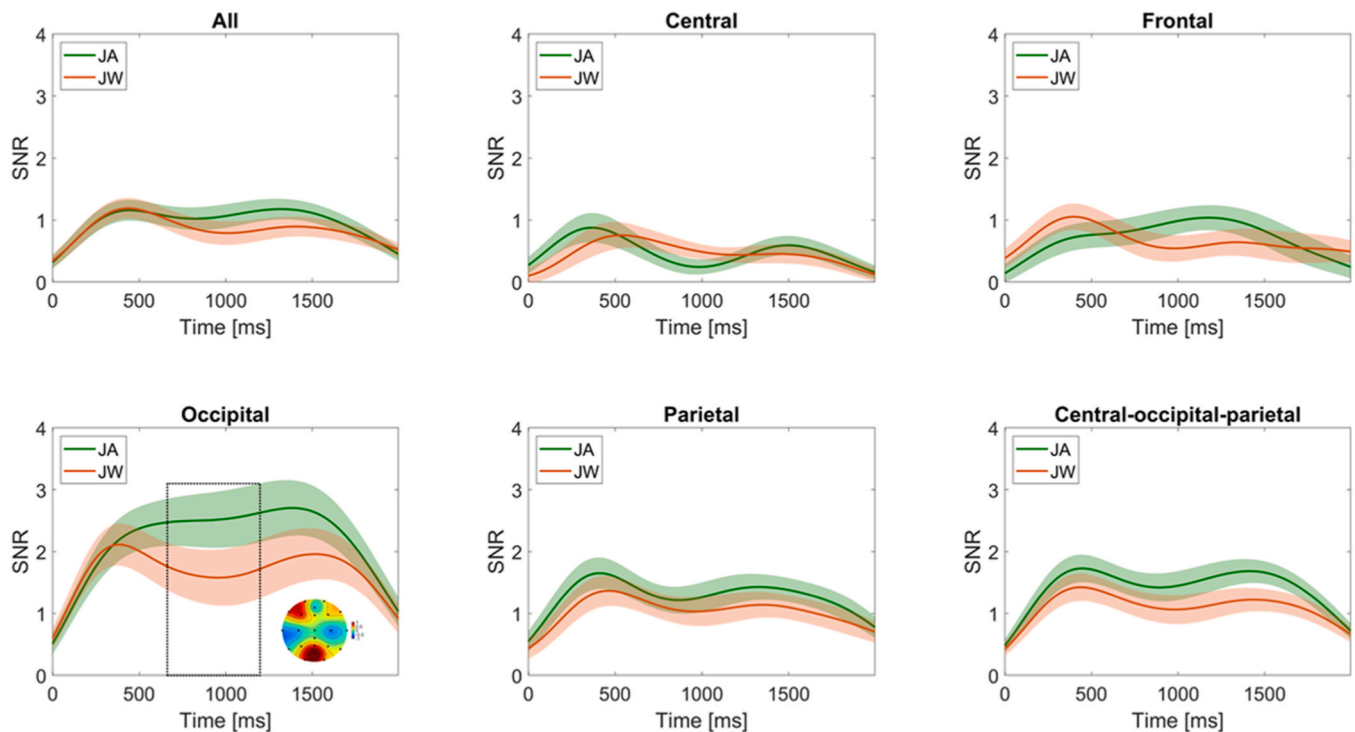 All
4
3
2
1
0
SNR
JA
JW
0 500 1000 1500
Time [ms]
Central
4
3
2
1
0
SNR
JA
JW
0 500 1000 1500
Time [ms]
Frontal
4
3
2
1
0
SNR
JA
JW
0 500 1000 1500
Time [ms]
Occipital
4
3
2
1
0
SNR
JA
JW
0 500 1000 1500
Time [ms]
Parietal
4
3
2
1
0
SNR
JA
JW
0 500 1000 1500
Time [ms]
Central-occipital-parietal
4
3
2
1
0
SNR
JA
JW
0 500 1000 1500
Time [ms]